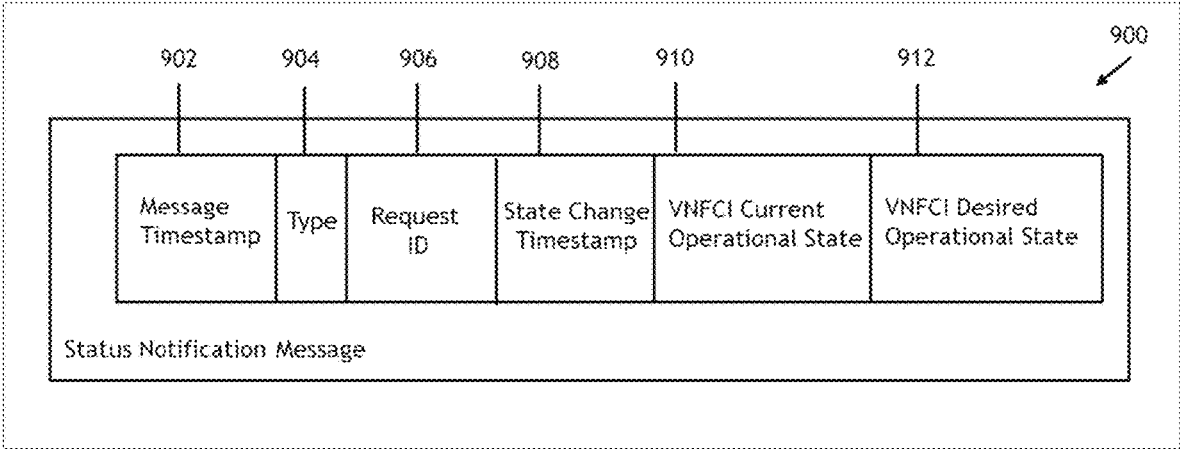 900
902 904 906 908 910 912
Message
Timestamp
Type
Request
ID
State Change
Timestamp
VNFCI Current
Operational State
VNFCI Desired
Operational State
Status Notification Message